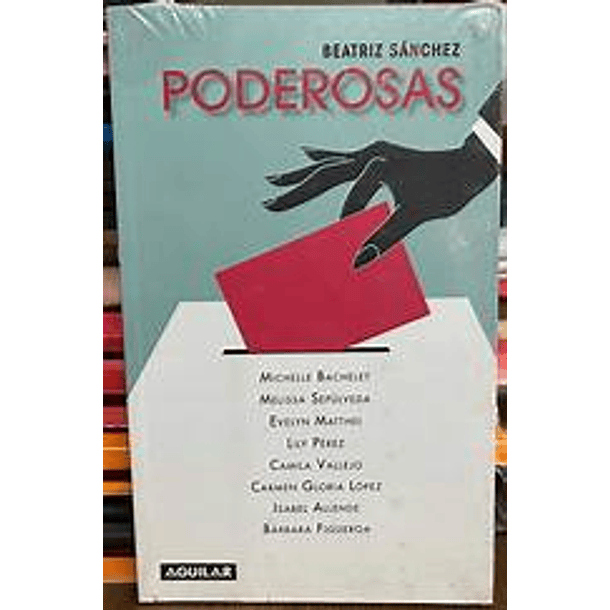 BEATRIZ SÁNCHEZ
PODEROSAS
MICHELLE BACHELET
MELISSA SEPÚLVEDA
EVELYN MATTHEI
LILY PÉREZ
CAMILA VALLEJO
CARMEN GLORIA LÓPEZ
ISABEL ALLENDE
BÁRBARA FIGUEROA
AGUILAR